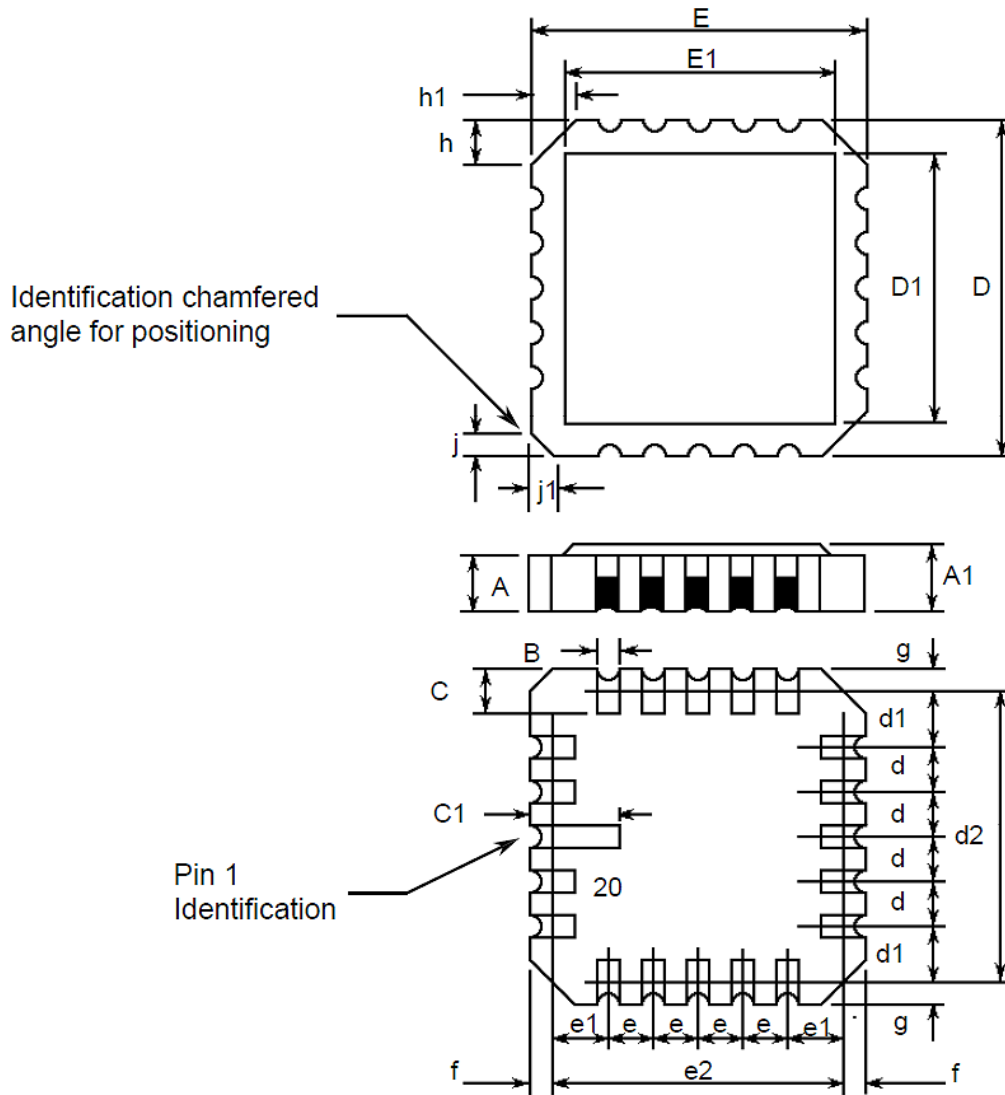 E
E1
h1
h
Identification chamfered
angle for positioning
D1
D
j
j1
A
A1
B
g
C
d1
d
C1
d
d2
Pin 1
Identification
20
d
d
d1
e1 e e e e e1
g
f
e2
f